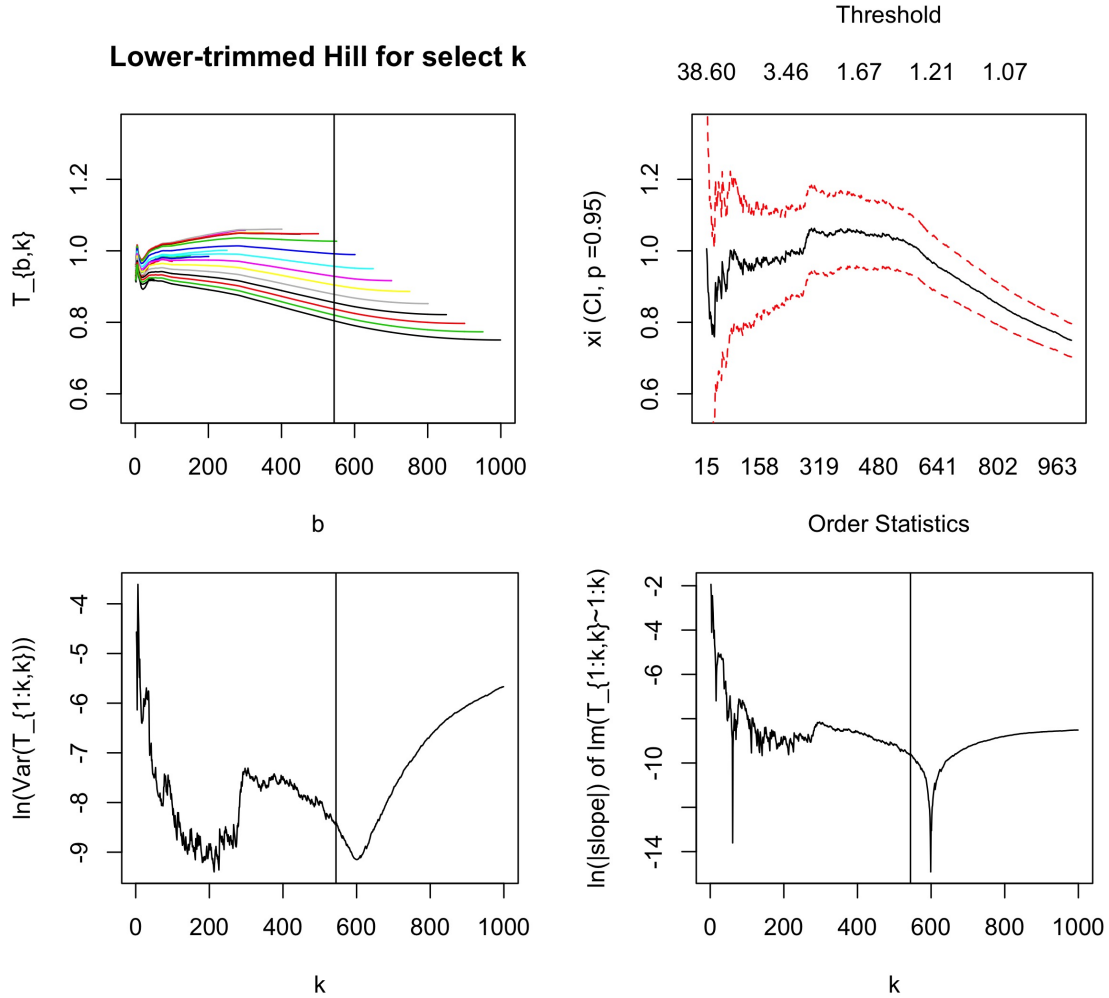 Lower-trimmed Hill for select k
T_{b,k}
0.6 0.8 1.0 1.2
0 200 400 600 800 1000
b
Threshold
38.60 3.46 1.67 1.21 1.07
xi (CI, p =0.95)
0.6 0.8 1.0 1.2
15 158 319 480 641 802 963
Order Statistics
ln(Var(T_{1:k,k}))
-9 -8 -7 -6 -5 -4
0 200 400 600 800 1000
k
ln(|slope|) of lm(T_{1:k,k}~1:k)
-14 -10 -6 -4 -2
0 200 400 600 800 1000
k